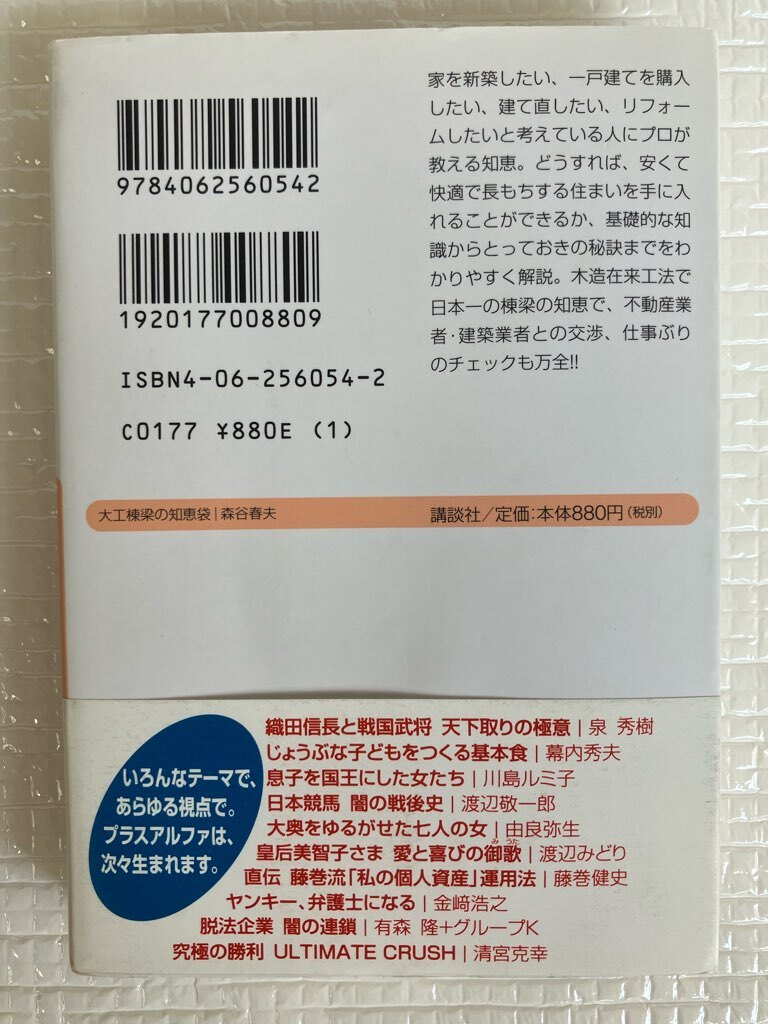 9784062560542
1920177008809
ISBN4-06-256054-2
C0177 ¥880E (1)
家を新築したい、一戸建てを購入
したい、建て直したい、リフォー
ムしたいと考えている人にプロが
教える知恵。どうすれば、安くて
快適で長もちする住まいを手に入
れることができるか、基礎的な知
識からとっておきの秘訣までをわ
かりやすく解説。木造在来工法で
日本一の棟梁の知恵で、不動産業
者·建築業者との交渉、仕事ぶり
のチェックも万全!!
大工棟梁の知恵袋|森谷春夫
講談社/定価:本体880円(税別)
いろんなテーマで、
あらゆる視点で。
プラスアルファは、
次々生まれます。
織田信長と戦国武将 天下取りの極意|泉 秀樹
じょうぶな子どもをつくる基本食|幕内秀夫
息子を国王にした女たち|川島ルミ子
日本競馬 闇の戦後史|渡辺敬一郎
大奥をゆるがせた七人の女|由良弥生
皇后美智子さま 愛と喜びの御歌|渡辺みどり
みうた
直伝 藤巻流「私の個人資産」運用法|藤巻健史
ヤンキー、弁護士になる|金﨑浩之
脱法企業 闇の連鎖|有森 隆+グループK
究極の勝利 ULTIMATE CRUSH|清宮克幸